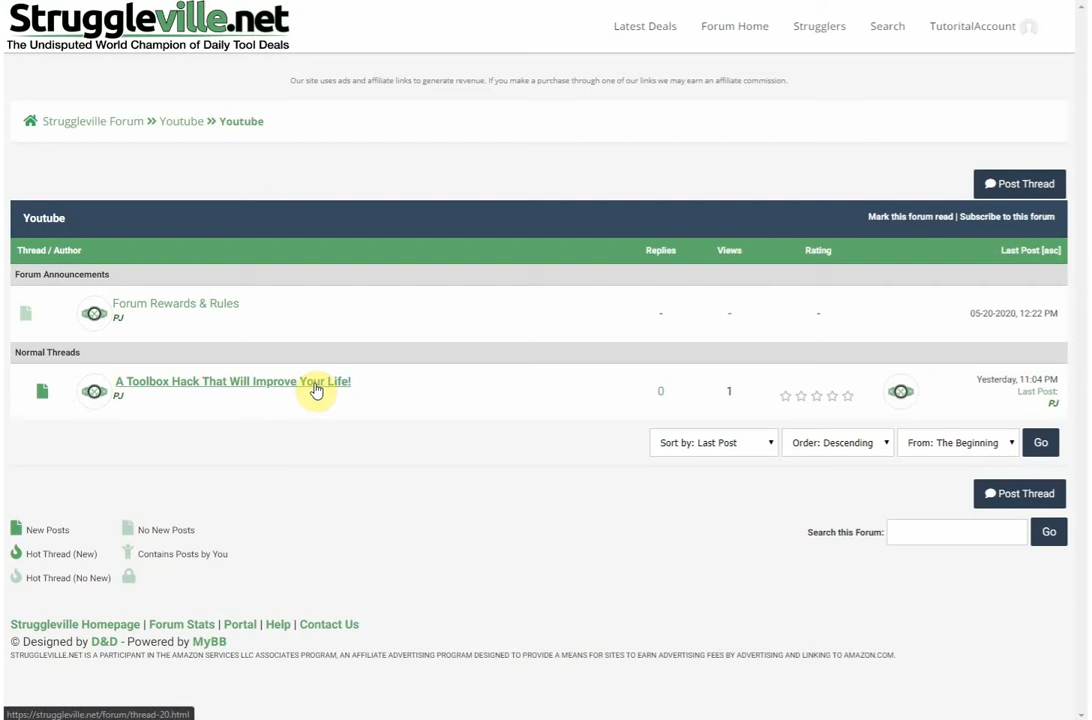 Struggleville.net
The Undisputed World Champion of Daily Tool Deals
Latest Deals Forum Home Strugglers Search TutoritalAccount
Our site uses ads and affiliate links to generate revenue. If you make a purchase through one of our links we may earn an affiliate commission.
Struggleville Forum » Youtube » Youtube
Post Thread
Youtube Mark this forum read | Subscribe to this forum
Thread / Author Replies Views Rating Last Post [asc]
Forum Announcements
Forum Rewards & Rules
PJ
- - - 05-20-2020, 12:22 PM
Normal Threads
A Toolbox Hack That Will Improve Your Life!
PJ
0 1
Yesterday, 11:04 PM
Last Post:
PJ
Sort by: Last Post Order: Descending From: The Beginning Go
Post Thread
Search this Forum: Go
New Posts No New Posts
Hot Thread (New) Contains Posts by You
Hot Thread (No New)
Struggleville Homepage | Forum Stats | Portal | Help | Contact Us
© Designed by D&D - Powered by MyBB
STRUGGLEVILLE.NET IS A PARTICIPANT IN THE AMAZON SERVICES LLC ASSOCIATES PROGRAM, AN AFFILIATE ADVERTISING PROGRAM DESIGNED TO PROVIDE A MEANS FOR SITES TO EARN ADVERTISING FEES BY ADVERTISING AND LINKING TO AMAZON.COM.
https://struggleville.net/forum/thread-20.html